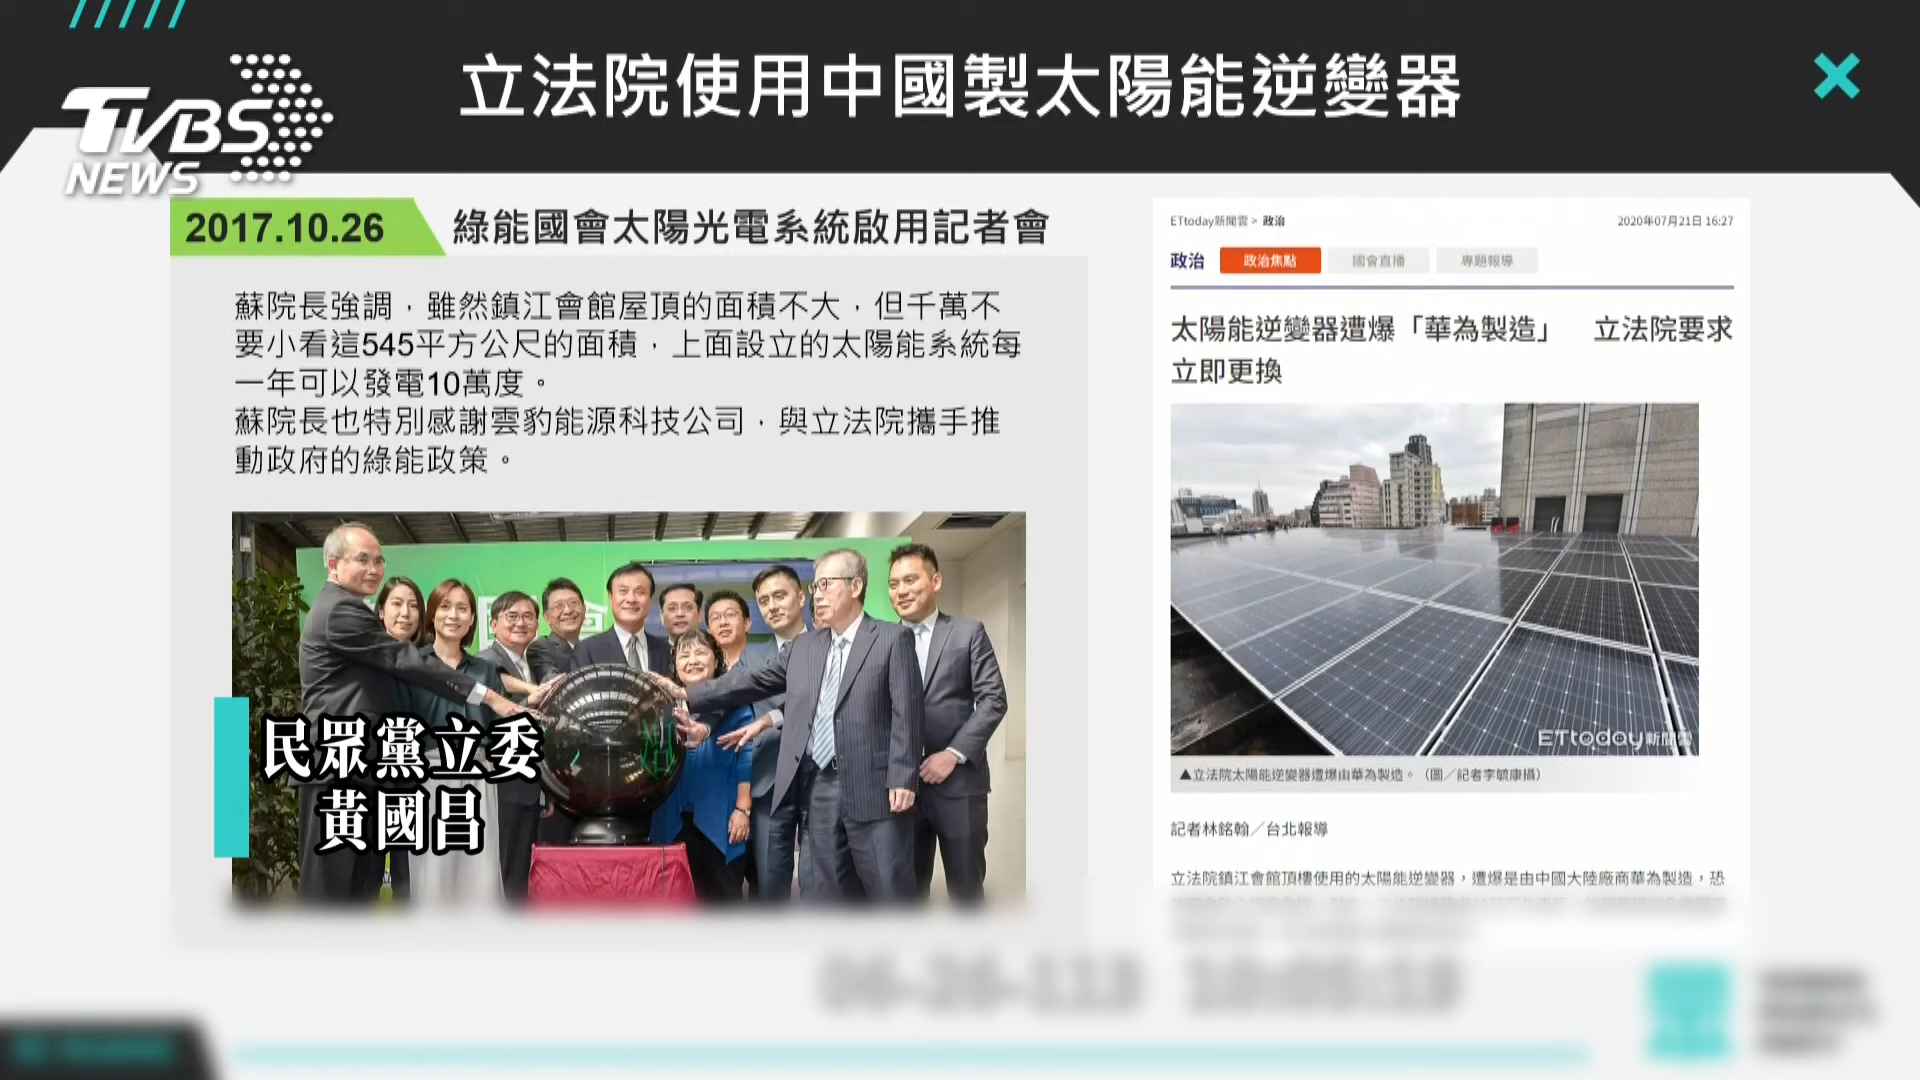 立法院使用中國製太陽能逆變器
TVBS
NEWS
2017.10.26
綠能國會太陽光電系統啟用記者會
蘇院長強調，雖然鎮江會館屋頂的面積不大，但千萬不
要小看這545平方公尺的面積，上面設立的太陽能系統每
一年可以發電10萬度。
蘇院長也特別感謝雲豹能源科技公司，與立法院攜手推
動政府的綠能政策。
民眾黨立委
黃國昌
ETtoday新聞雲 > 政治
2020年07月21日 16:27
政治
政治焦點
國會直播
專題報導
太陽能逆變器遭爆「華為製造」　立法院要求
立即更換
ETtoday新聞雲
▲立法院太陽能逆變器遭爆由華為製造。（圖／記者李毓康攝）
記者林銘翰／台北報導
立法院鎮江會館頂樓使用的太陽能逆變器，遭爆是由中國大陸廠商華為製造，恐